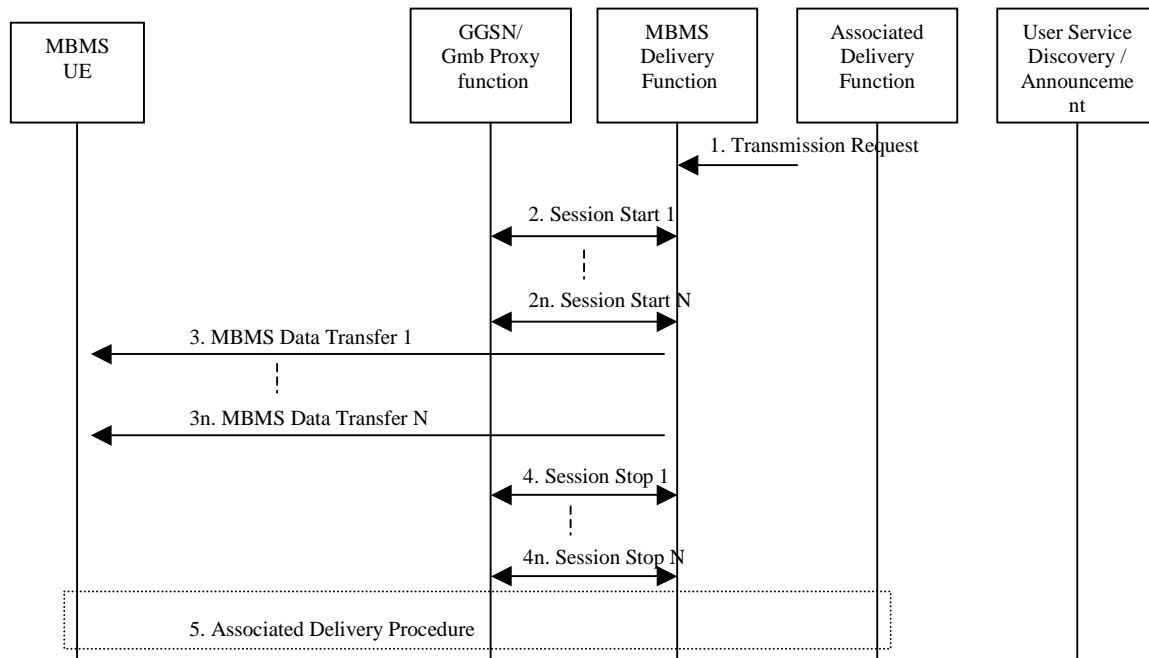 MBMS
UE
GGSN/
Gmb Proxy
function
MBMS
Delivery
Function
Associated
Delivery
Function
User Service
Discovery /
Announceme
nt
1. Transmission Request
2. Session Start 1
2n. Session Start N
3. MBMS Data Transfer 1
3n. MBMS Data Transfer N
4. Session Stop 1
4n. Session Stop N
5. Associated Delivery Procedure